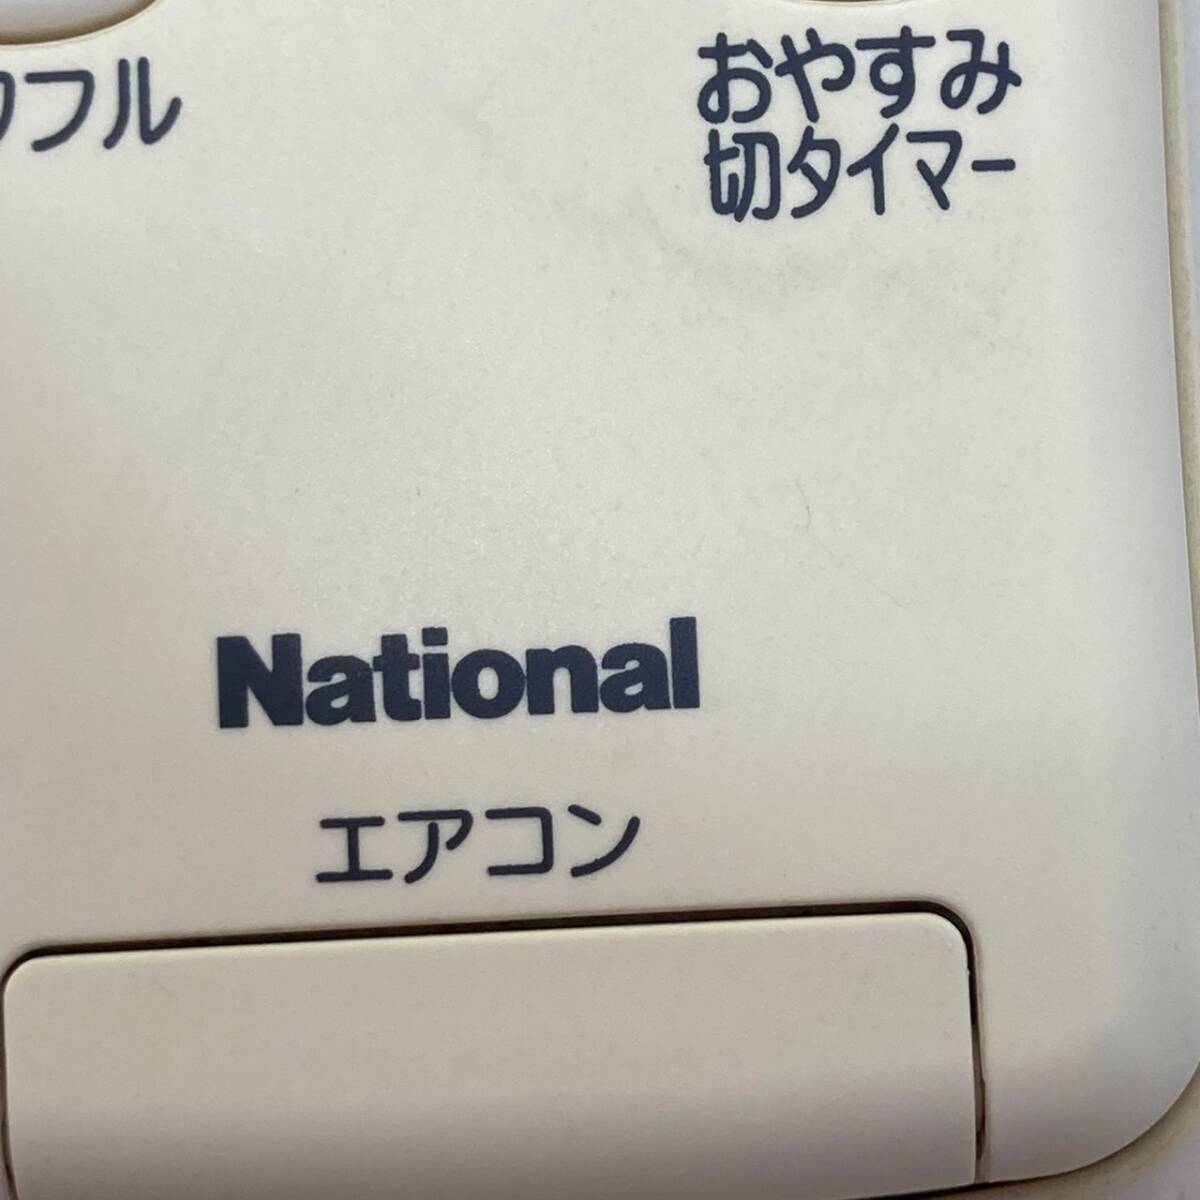 フル
おやすみ
切タイマー
National
エアコン